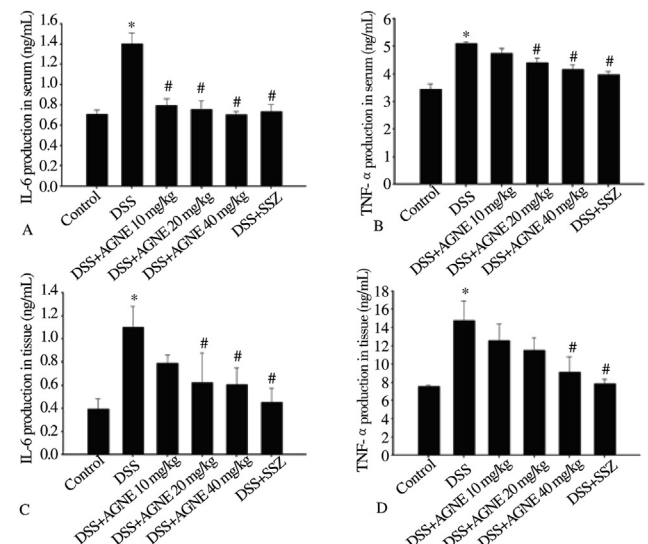 IL-6 production in serum (ng/mL)
1.6
1.4
1.2
1.0
0.8
0.6
0.4
0.2
0.0
*
#
#
#
#
Control
DSS
DSS+AGNE 10 mg/kg
DSS+AGNE 20 mg/kg
DSS+AGNE 40 mg/kg
DSS+SSZ
A
TNF- α production in serum (ng/mL)
6
5
4
3
2
1
0
*
#
#
#
Control
DSS
DSS+AGNE 10 mg/kg
DSS+AGNE 20 mg/kg
DSS+AGNE 40 mg/kg
DSS+SSZ
B
IL-6 production in tissue (ng/mL)
1.4
1.2
1.0
0.8
0.6
0.4
0.2
0.0
*
#
#
#
Control
DSS
DSS+AGNE 10 mg/kg
DSS+AGNE 20 mg/kg
DSS+AGNE 40 mg/kg
DSS+SSZ
C
TNF- α production in tissue (ng/mL)
18
16
14
12
10
8
6
4
2
0
*
#
#
Control
DSS
DSS+AGNE 10 mg/kg
DSS+AGNE 20 mg/kg
DSS+AGNE 40 mg/kg
DSS+SSZ
D